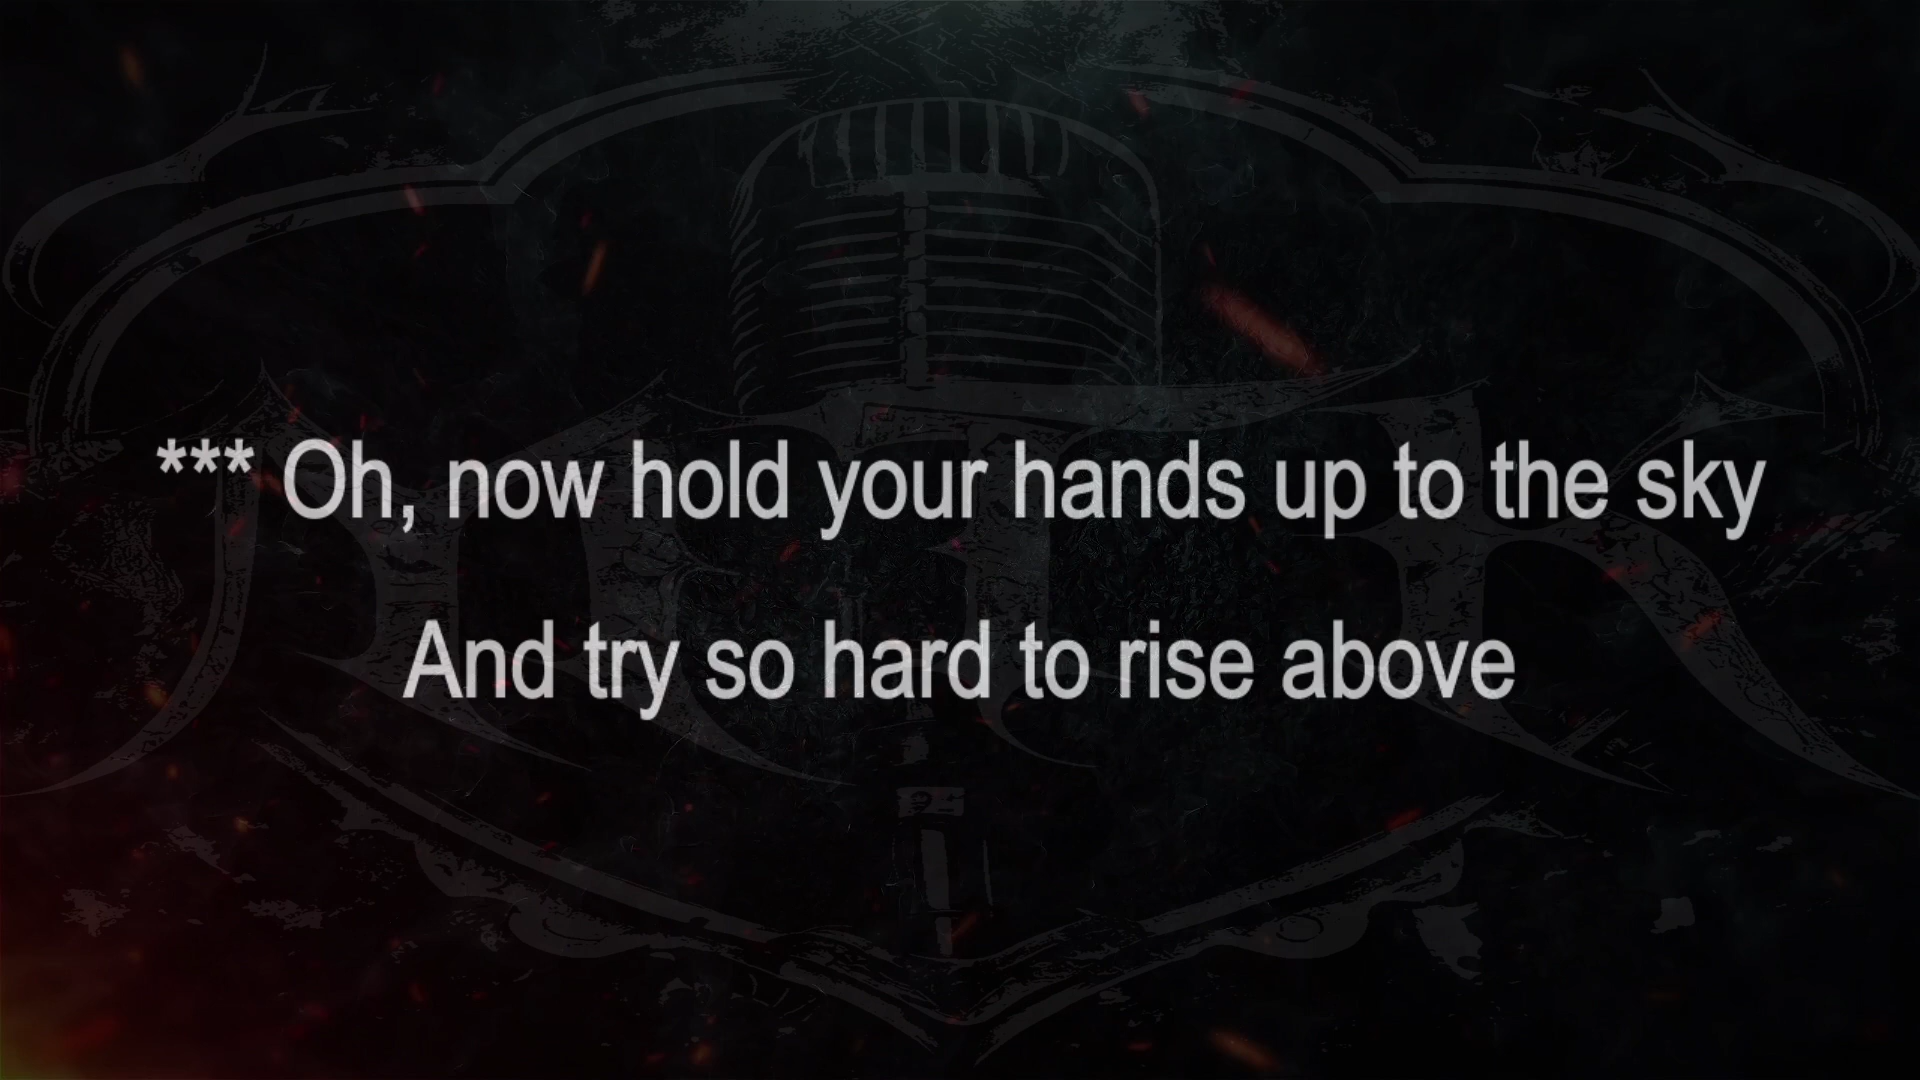 *** Oh, now hold your hands up to the sky
And try so hard to rise above